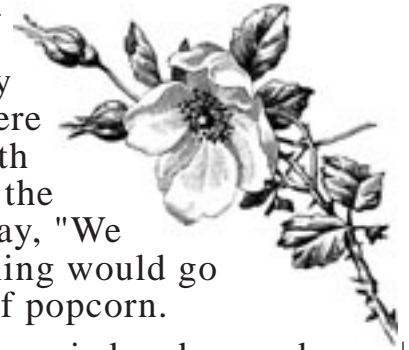 y
ere
th
the
ay, "We
ing would go
f popcorn.